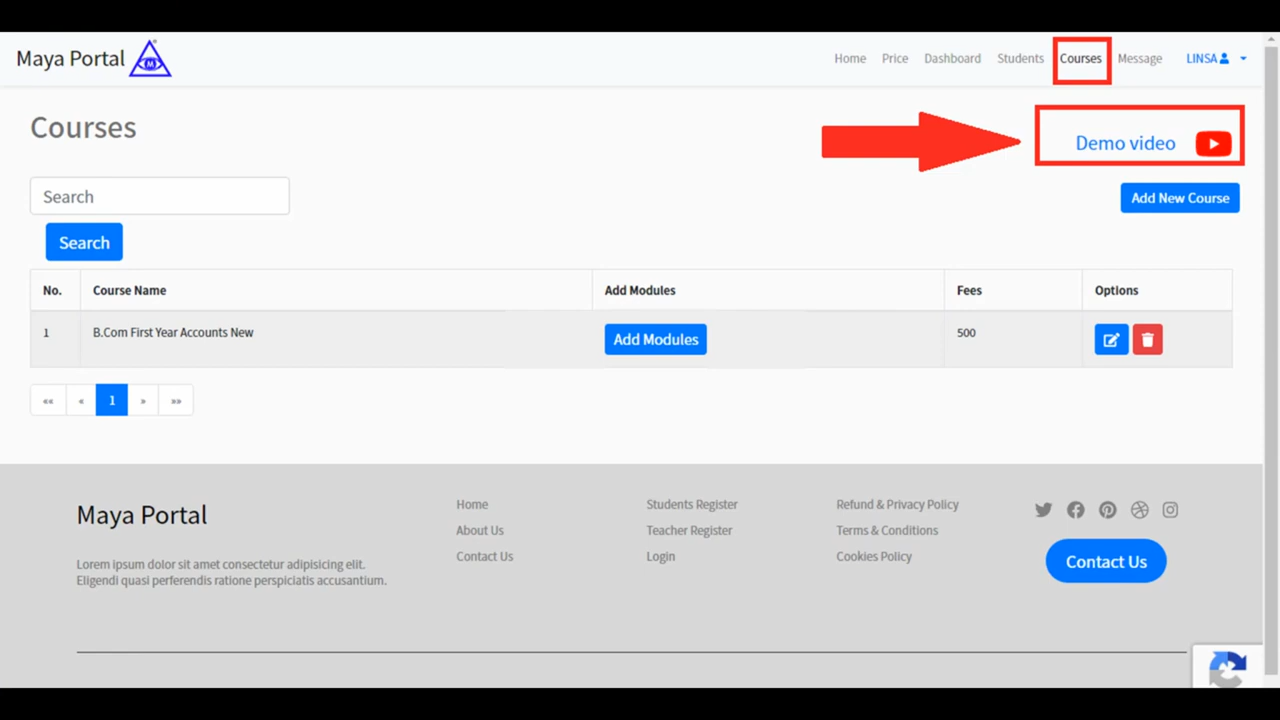 Maya Portal
Home Price Dashboard Students Courses Message LINSA
Courses
Demo video
Search
Add New Course
Search
No. Course Name Add Modules Fees Options
1 B.Com First Year Accounts New Add Modules 500
«« « 1 » »»
Maya Portal
Lorem ipsum dolor sit amet consectetur adipisicing elit.
Eligendi quasi perferendis ratione perspiciatis accusantium.
Home
About Us
Contact Us
Students Register
Teacher Register
Login
Refund & Privacy Policy
Terms & Conditions
Cookies Policy
Contact Us